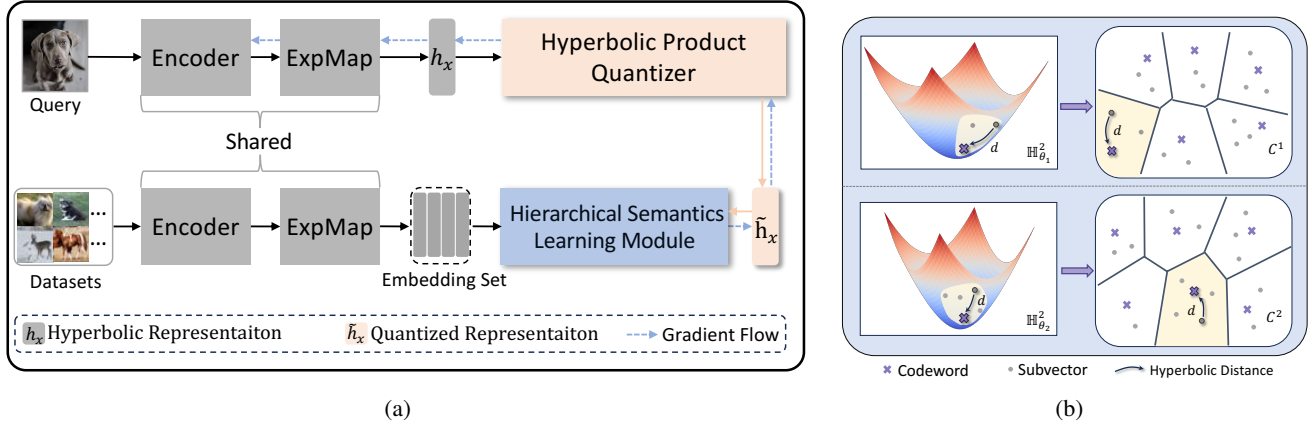 Query
Encoder
ExpMap
h_x
Hyperbolic Product
Quantizer
Shared
...
...
Datasets
Encoder
ExpMap
Embedding Set
Hierarchical Semantics
Learning Module
h̃_x
h_x Hyperbolic Representaiton
h̃_x Quantized Representaiton
Gradient Flow
(a)
d
ℍ²_θ₁
d
C¹
d
ℍ²_θ₂
d
C²
Codeword
Subvector
Hyperbolic Distance
(b)